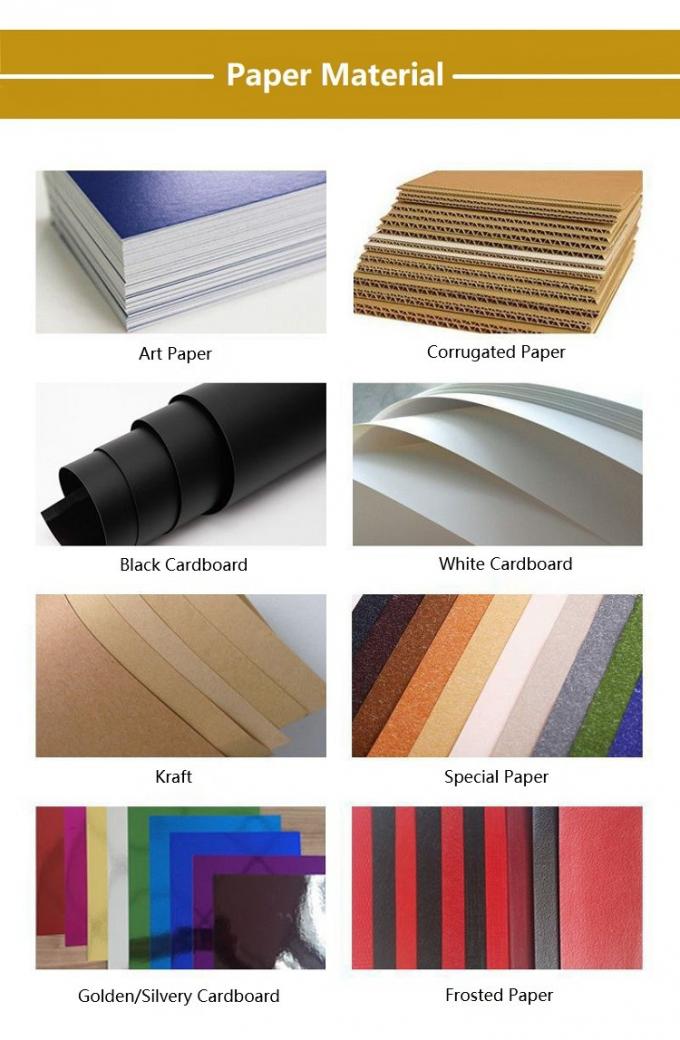 Paper Material
Art Paper
Corrugated Paper
Black Cardboard
White Cardboard
Kraft
Special Paper
Golden/Silvery Cardboard
Frosted Paper